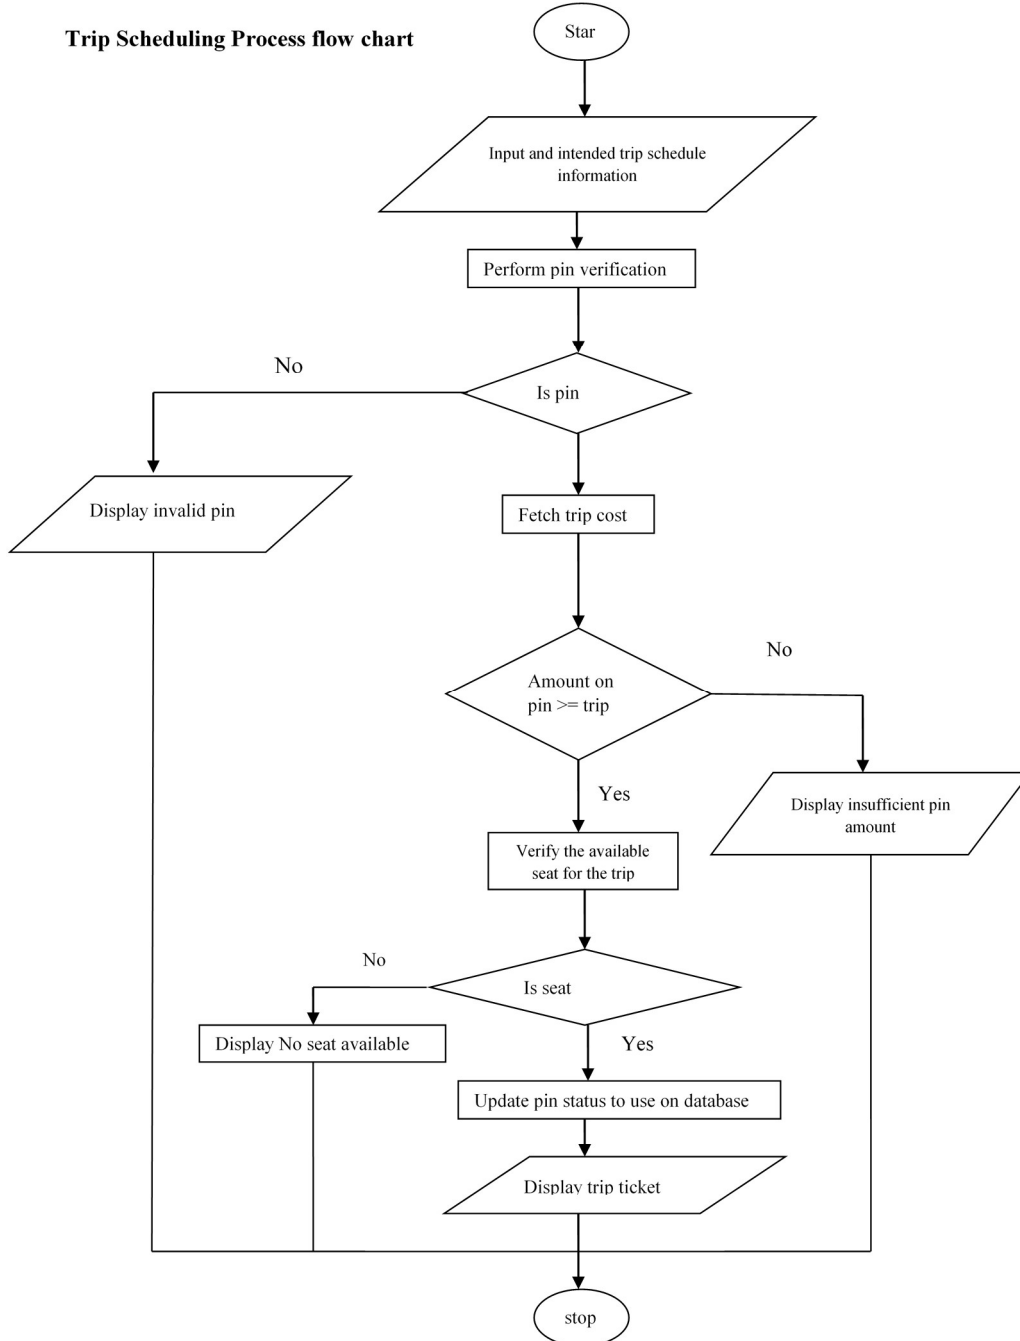 Trip Scheduling Process flow chart
Star
Input and intended trip schedule
information
Perform pin verification
No
Is pin
Display invalid pin
Fetch trip cost
No
Amount on
pin >= trip
Yes
Display insufficient pin
amount
Verify the available
seat for the trip
No
Is seat
Display No seat available
Yes
Update pin status to use on database
Display trip ticket
stop